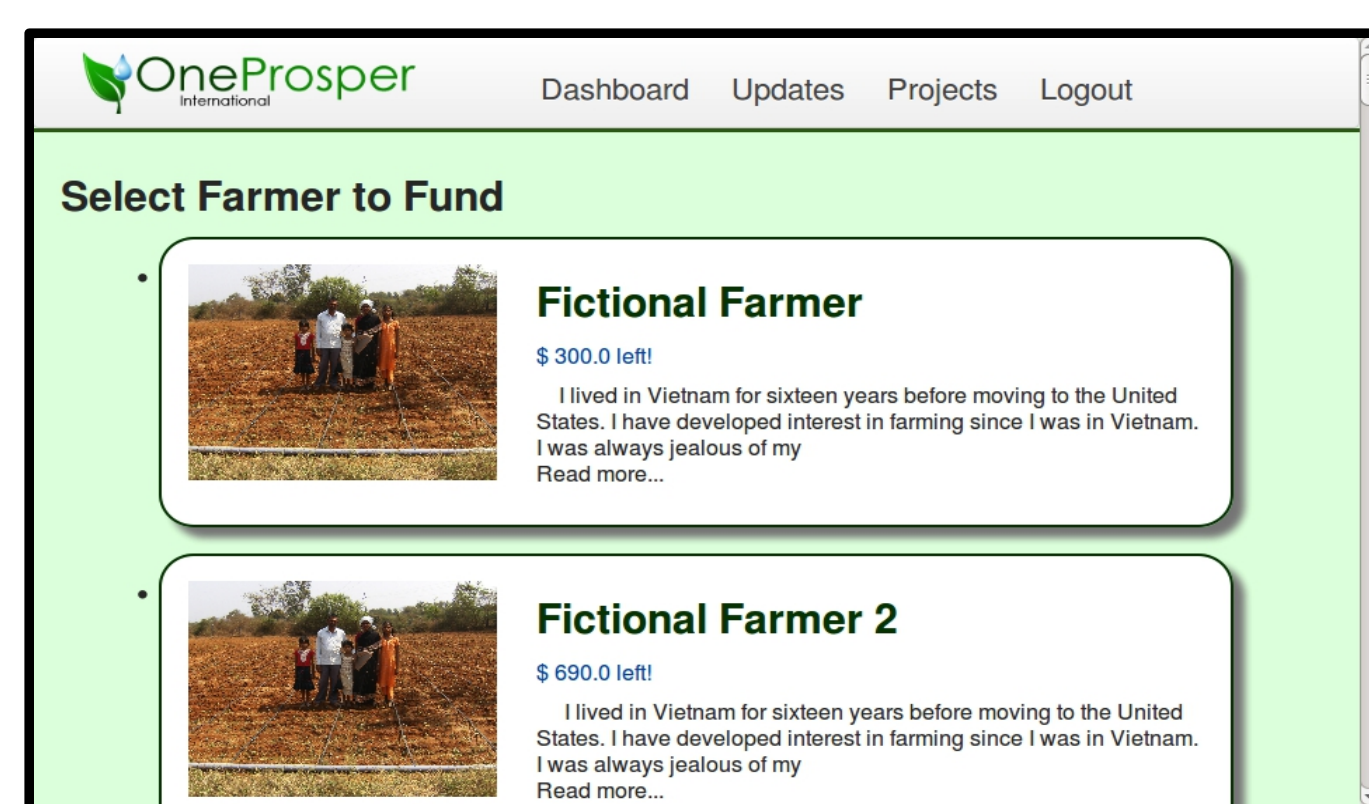 OneProsper
International
Dashboard Updates Projects Logout
Select Farmer to Fund
Fictional Farmer
$ 300.0 left!
I lived in Vietnam for sixteen years before moving to the United
States. I have developed interest in farming since I was in Vietnam.
I was always jealous of my
Read more...
Fictional Farmer 2
$ 690.0 left!
I lived in Vietnam for sixteen years before moving to the United
States. I have developed interest in farming since I was in Vietnam.
I was always jealous of my
Read more...